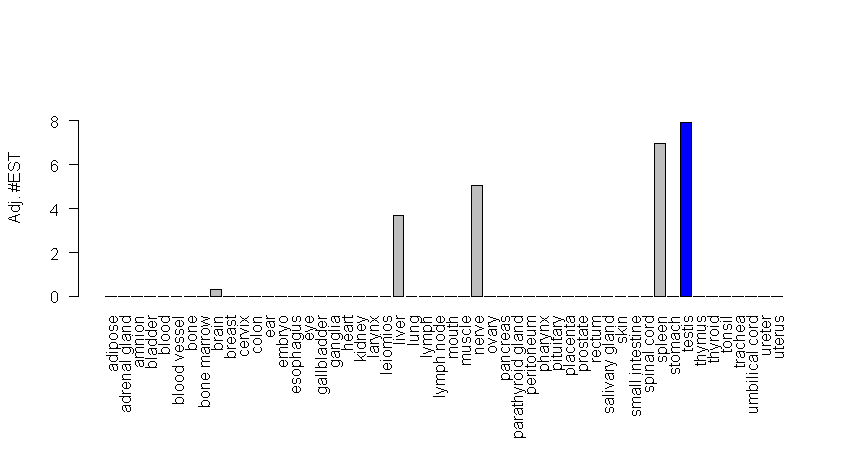 Adj. #EST
8
6
4
2
0
adipose
adrenal gland
amnion
bladder
blood
blood vessel
bone
bone marrow
brain
breast
cervix
colon
ear
embryo
esophagus
eye
gallbladder
ganglia
heart
kidney
larynx
leiomios
liver
lung
lymph
lymph node
mouth
muscle
nerve
ovary
pancreas
parathyroid gland
peritoneum
pharynx
pituitary
placenta
prostate
rectum
salivary gland
skin
small intestine
spinal cord
spleen
stomach
testis
thymus
thyroid
tonsil
trachea
umbilical cord
ureter
uterus